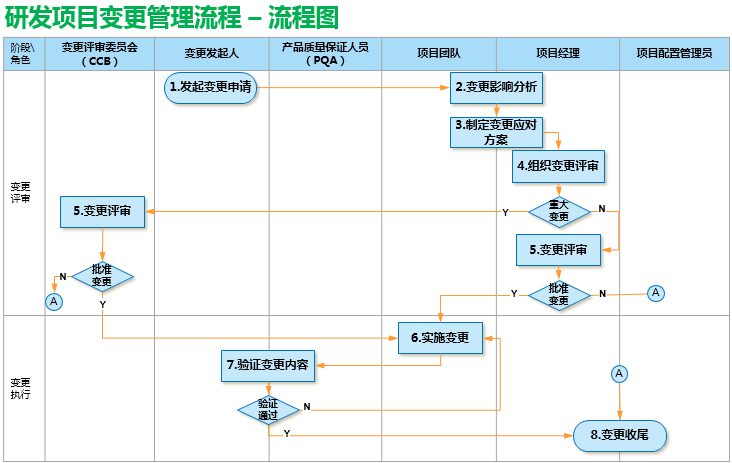 研发项目变更管理流程 – 流程图
阶段\
角色
变更评审委员会
（CCB）
变更发起人
产品质量保证人员
（PQA）
项目团队
项目经理
项目配置管理员
变更
评审
1.发起变更申请
2.变更影响分析
3.制定变更应对
方案
4.组织变更评审
重大
变更
Y
N
5.变更评审
5.变更评审
批准
变更
N
Y
A
批准
变更
Y
N
A
变更
执行
6.实施变更
7.验证变更内容
验证
通过
N
Y
A
8.变更收尾